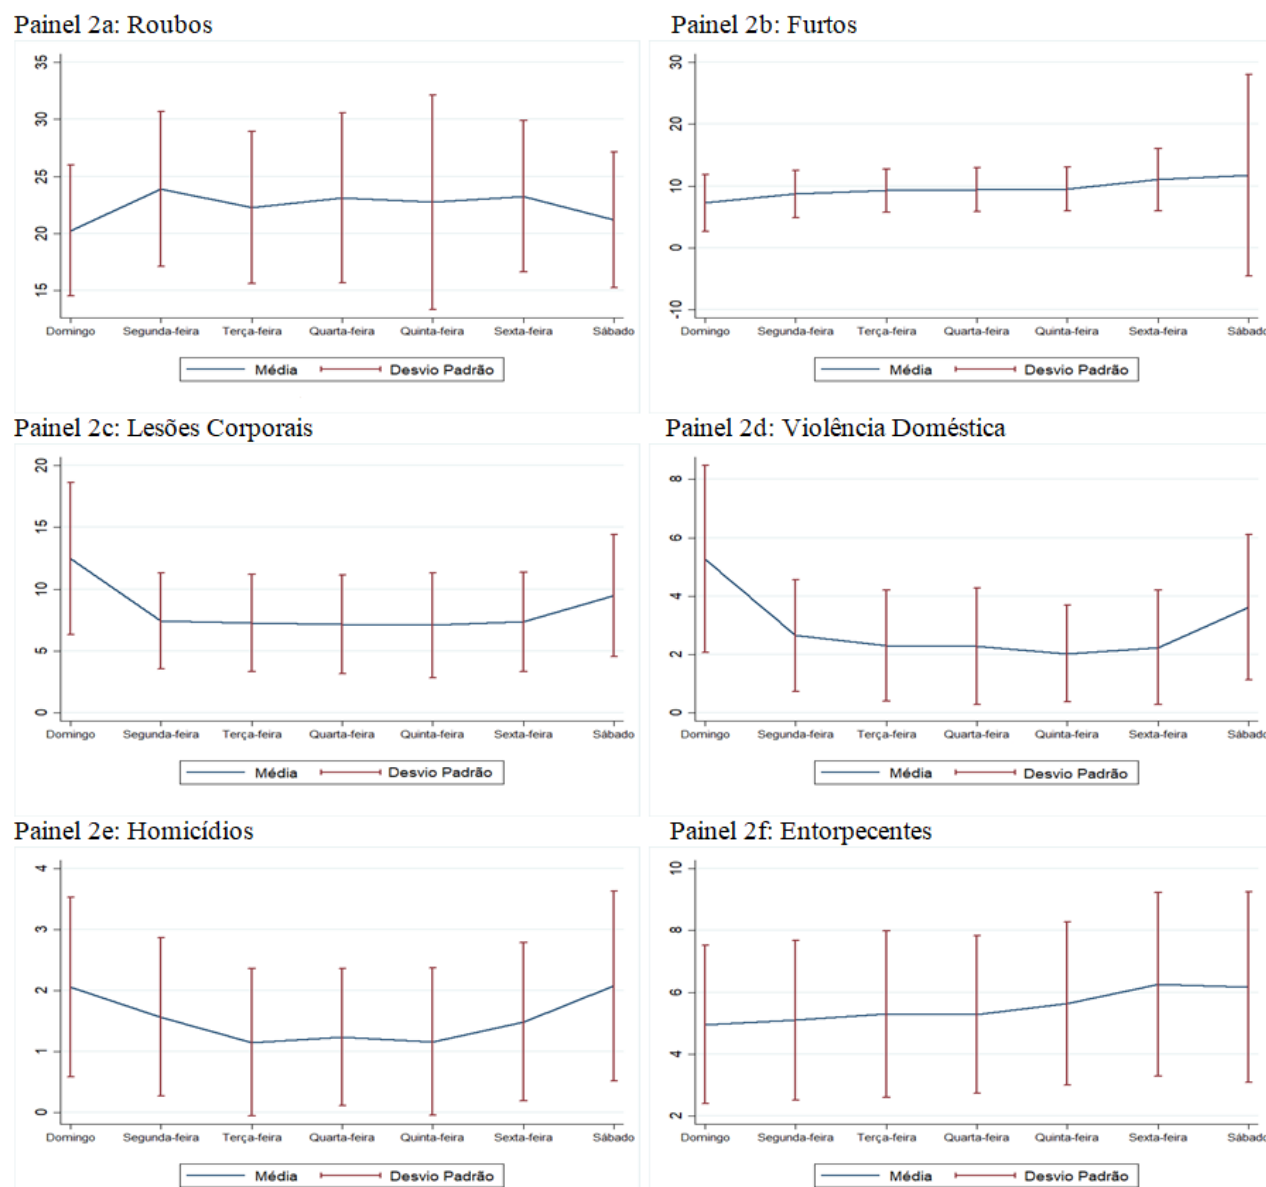 Painel 2a: Roubos
35
30
25
20
15
Domingo Segunda-feira Terça-feira Quarta-feira Quinta-feira Sexta-feira Sábado
Média Desvio Padrão
Painel 2b: Furtos
30
20
10
0
-10
Domingo Segunda-feira Terça-feira Quarta-feira Quinta-feira Sexta-feira Sábado
Média Desvio Padrão
Painel 2c: Lesões Corporais
20
15
10
5
0
Domingo Segunda-feira Terça-feira Quarta-feira Quinta-feira Sexta-feira Sábado
Média Desvio Padrão
Painel 2d: Violência Doméstica
8
6
4
2
0
Domingo Segunda-feira Terça-feira Quarta-feira Quinta-feira Sexta-feira Sábado
Média Desvio Padrão
Painel 2e: Homicídios
4
3
2
1
0
Domingo Segunda-feira Terça-feira Quarta-feira Quinta-feira Sexta-feira Sábado
Média Desvio Padrão
Painel 2f: Entorpecentes
10
8
6
4
2
Domingo Segunda-feira Terça-feira Quarta-feira Quinta-feira Sexta-feira Sábado
Média Desvio Padrão